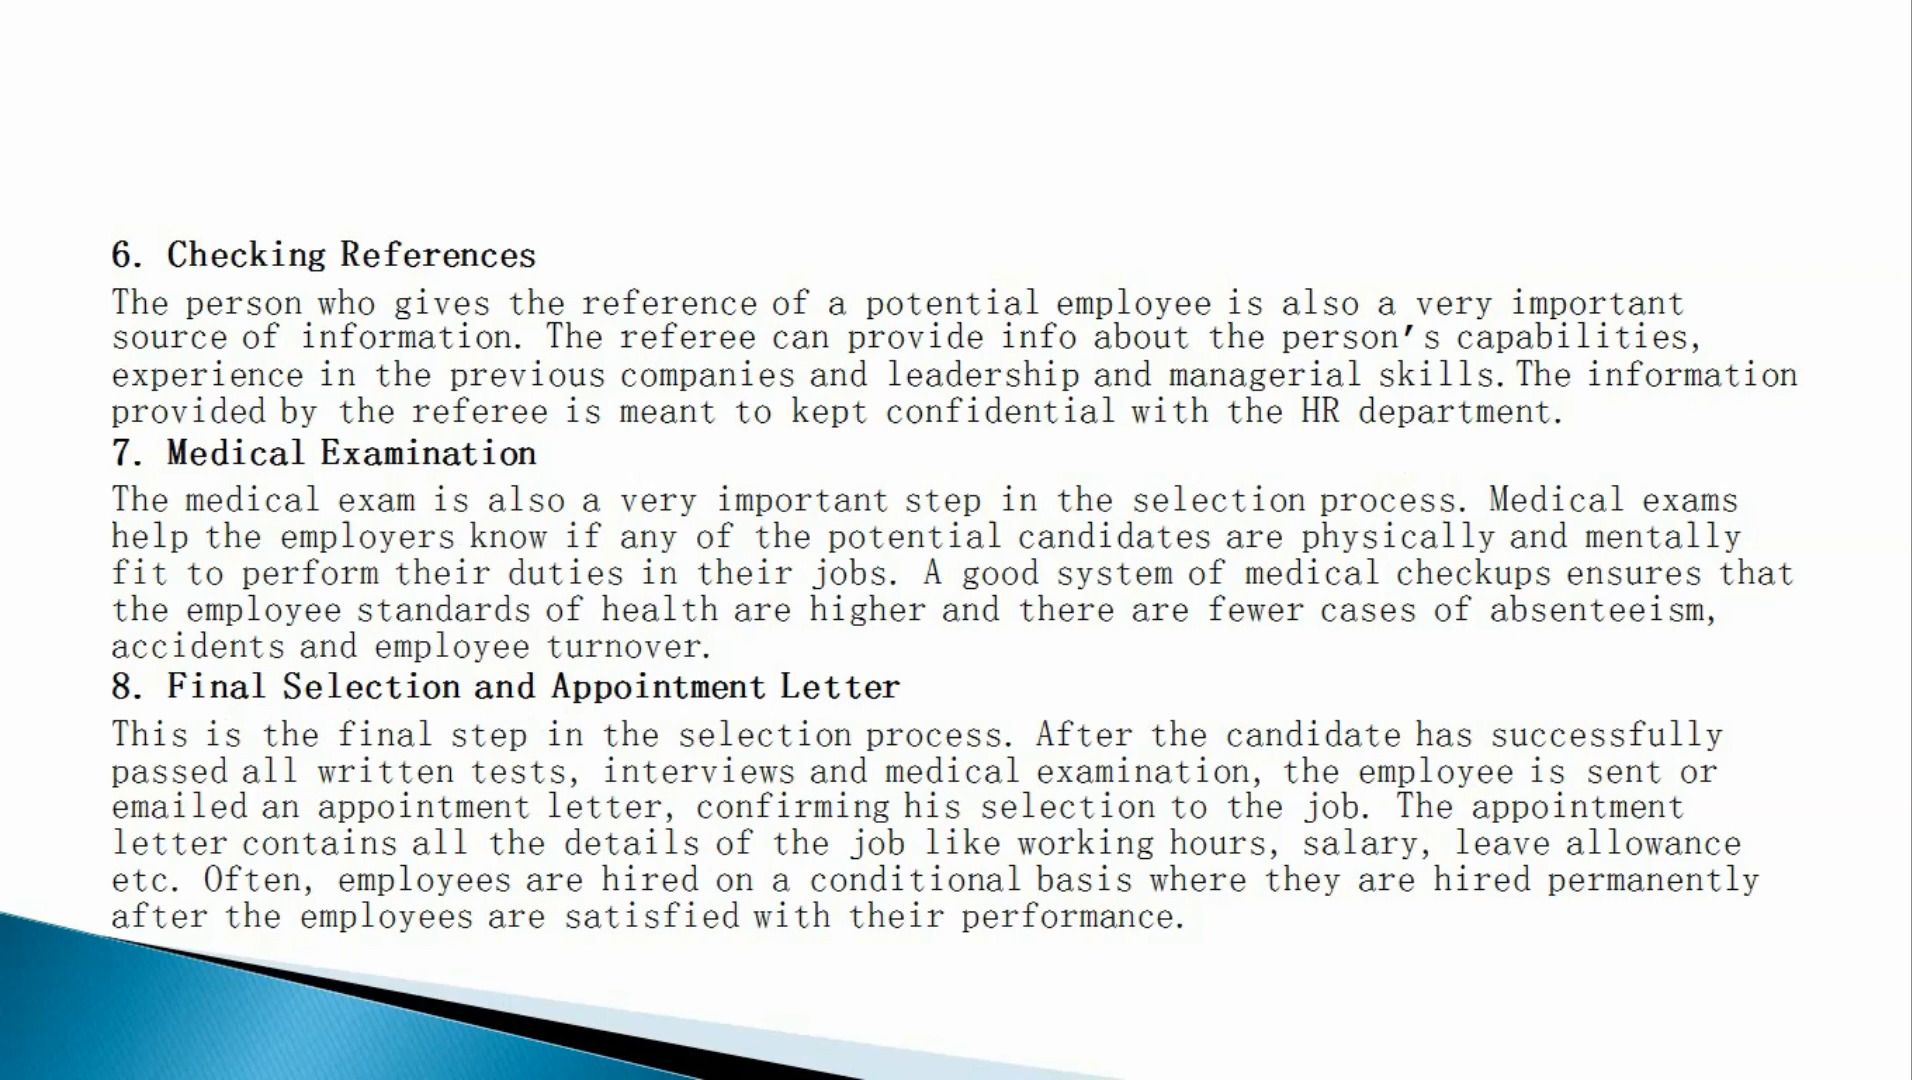 6. Checking References
The person who gives the reference of a potential employee is also a very important
source of information. The referee can provide info about the person's capabilities,
experience in the previous companies and leadership and managerial skills. The information
provided by the referee is meant to kept confidential with the HR department.
7. Medical Examination
The medical exam is also a very important step in the selection process. Medical exams
help the employers know if any of the potential candidates are physically and mentally
fit to perform their duties in their jobs. A good system of medical checkups ensures that
the employee standards of health are higher and there are fewer cases of absenteeism,
accidents and employee turnover.
8. Final Selection and Appointment Letter
This is the final step in the selection process. After the candidate has successfully
passed all written tests, interviews and medical examination, the employee is sent or
emailed an appointment letter, confirming his selection to the job. The appointment
letter contains all the details of the job like working hours, salary, leave allowance
etc. Often, employees are hired on a conditional basis where they are hired permanently
after the employees are satisfied with their performance.